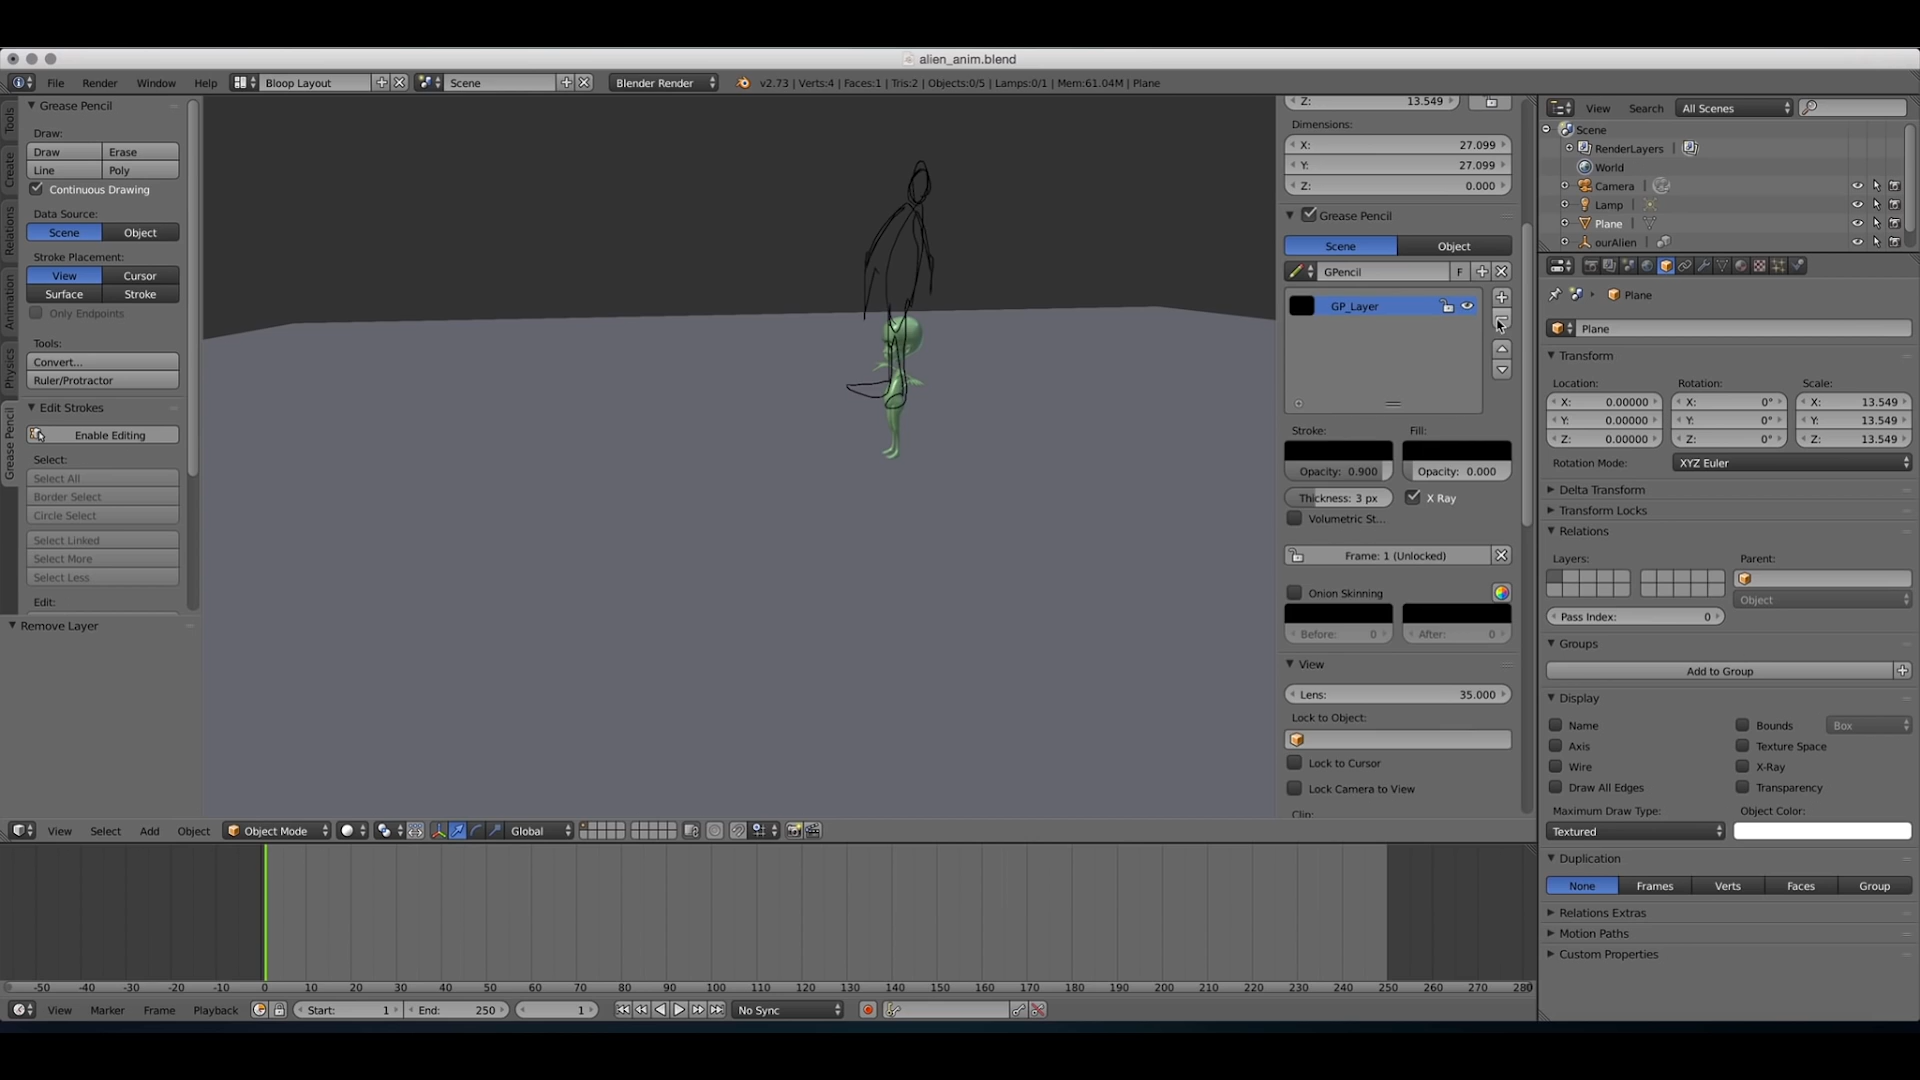 alien_anim.blend
File Render Window Help Bloop Layout Scene Blender Render v2.73 | Verts:4 | Faces:1 | Tris:2 | Objects:0/5 | Lamps:0/1 | Mem:61.04M | Plane
Tools
Create
Relations
Animation
Physics
Grease Pencil
Grease Pencil
Draw:
Draw Erase
Line Poly
Continuous Drawing
Data Source:
Scene Object
Stroke Placement:
View Cursor
Surface Stroke
Only Endpoints
Tools:
Convert...
Ruler/Protractor
Edit Strokes
Enable Editing
Select:
Select All
Border Select
Circle Select
Select Linked
Select More
Select Less
Edit:
Remove Layer
Z: 13.549
Dimensions:
X: 27.099
Y: 27.099
Z: 0.000
Grease Pencil
Scene Object
GPencil F
GP_Layer
Stroke: Fill:
Opacity: 0.900 Opacity: 0.000
Thickness: 3 px X Ray
Volumetric St...
Frame: 1 (Unlocked)
Onion Skinning
Before: 0 After: 0
View
Lens: 35.000
Lock to Object:
Lock to Cursor
Lock Camera to View
Clip:
View Search All Scenes
Scene
RenderLayers
World
Camera
Lamp
Plane
ourAlien
Plane
Plane
Transform
Location: Rotation: Scale:
X: 0.00000 X: 0° X: 13.549
Y: 0.00000 Y: 0° Y: 13.549
Z: 0.00000 Z: 0° Z: 13.549
Rotation Mode: XYZ Euler
Delta Transform
Transform Locks
Relations
Layers: Parent:
Object
Pass Index: 0
Groups
Add to Group
Display
Name Bounds Box
Axis Texture Space
Wire X-Ray
Draw All Edges Transparency
Maximum Draw Type: Object Color:
Textured
Duplication
None Frames Verts Faces Group
Relations Extras
Motion Paths
Custom Properties
View Select Add Object Object Mode Global
-50 -40 -30 -20 -10 0 10 20 30 40 50 60 70 80 90 100 110 120 130 140 150 160 170 180 190 200 210 220 230 240 250 260 270 280
View Marker Frame Playback Start: 1 End: 250 1 No Sync